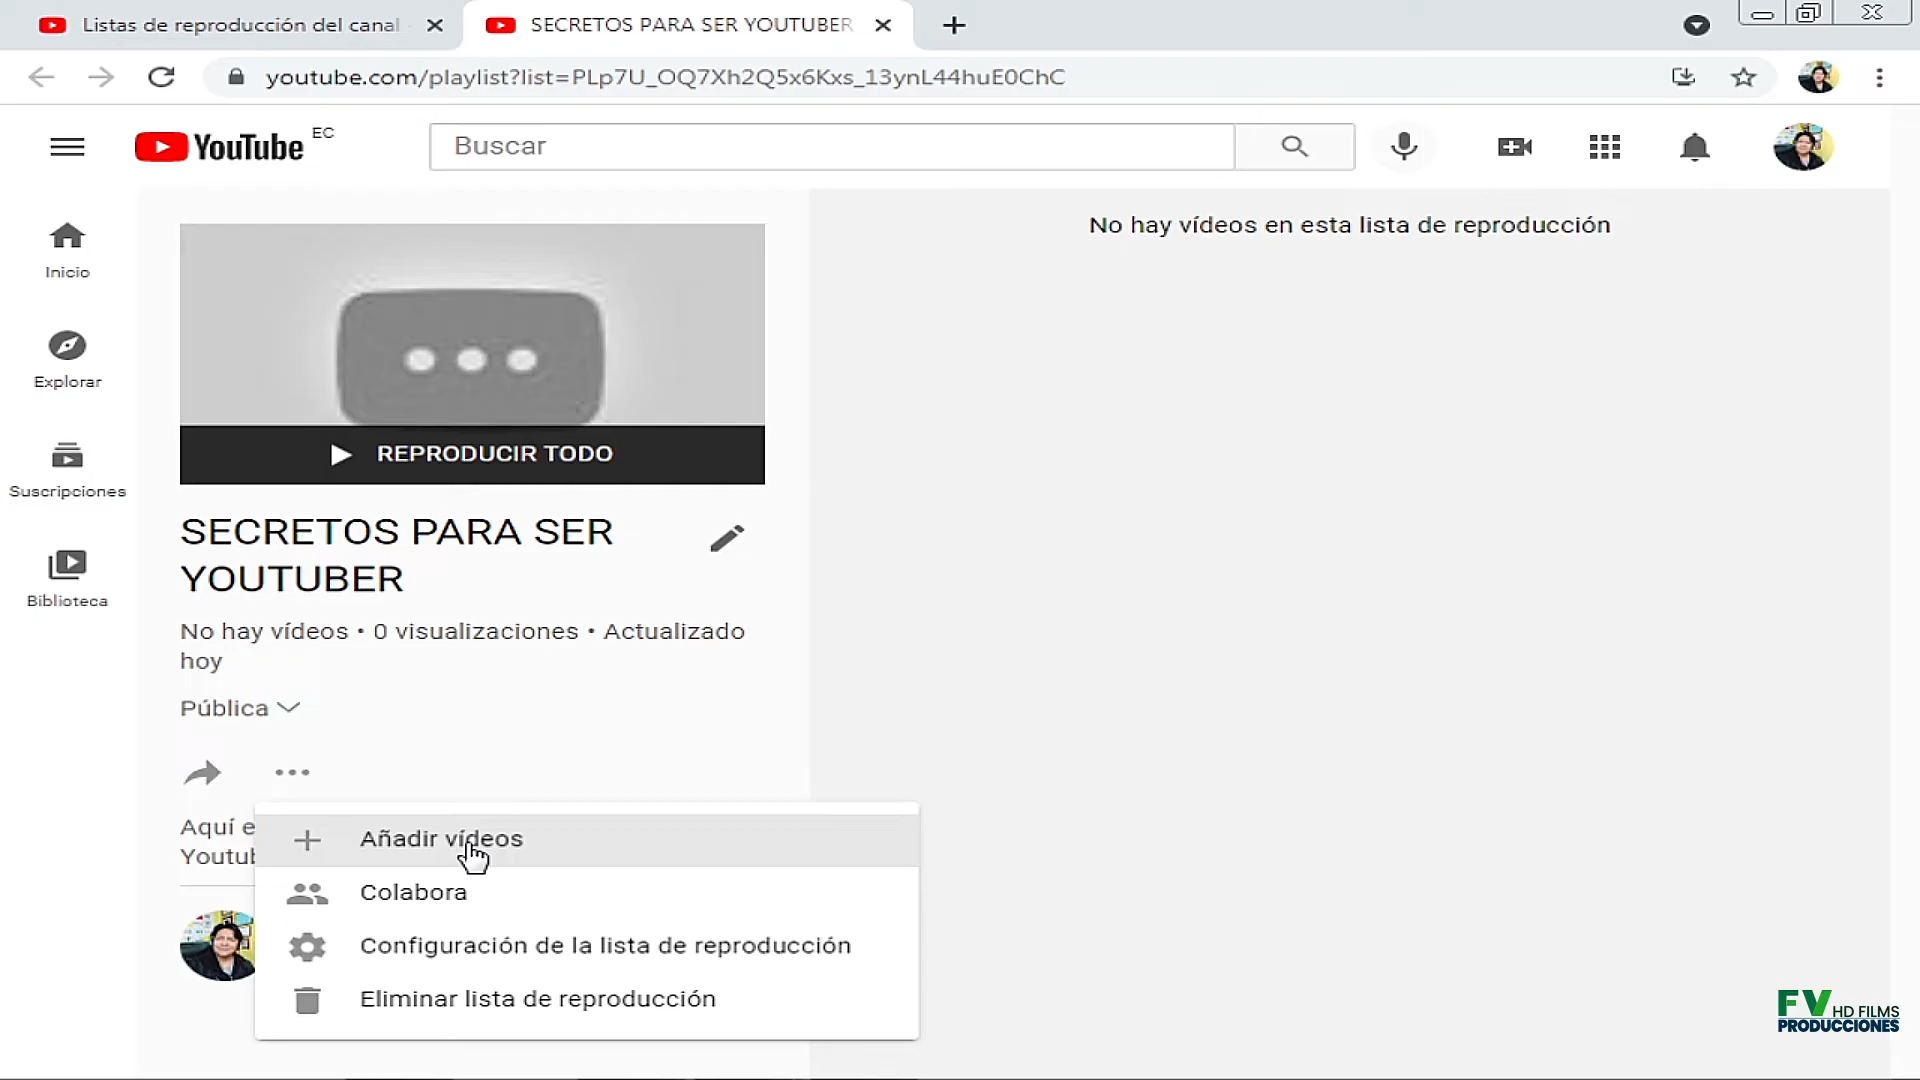 Listas de reproducción del canal
SECRETOS PARA SER YOUTUBER
youtube.com/playlist?list=PLp7U_OQ7Xh2Q5x6Kxs_13ynL44huE0ChC
YouTube EC
Buscar
Inicio
Explorar
Suscripciones
Biblioteca
No hay vídeos en esta lista de reproducción
REPRODUCIR TODO
SECRETOS PARA SER
YOUTUBER
No hay vídeos • 0 visualizaciones • Actualizado
hoy
Pública
Aquí e
Youtub
Añadir vídeos
Colabora
Configuración de la lista de reproducción
Eliminar lista de reproducción
FV HD FILMS
PRODUCCIONES